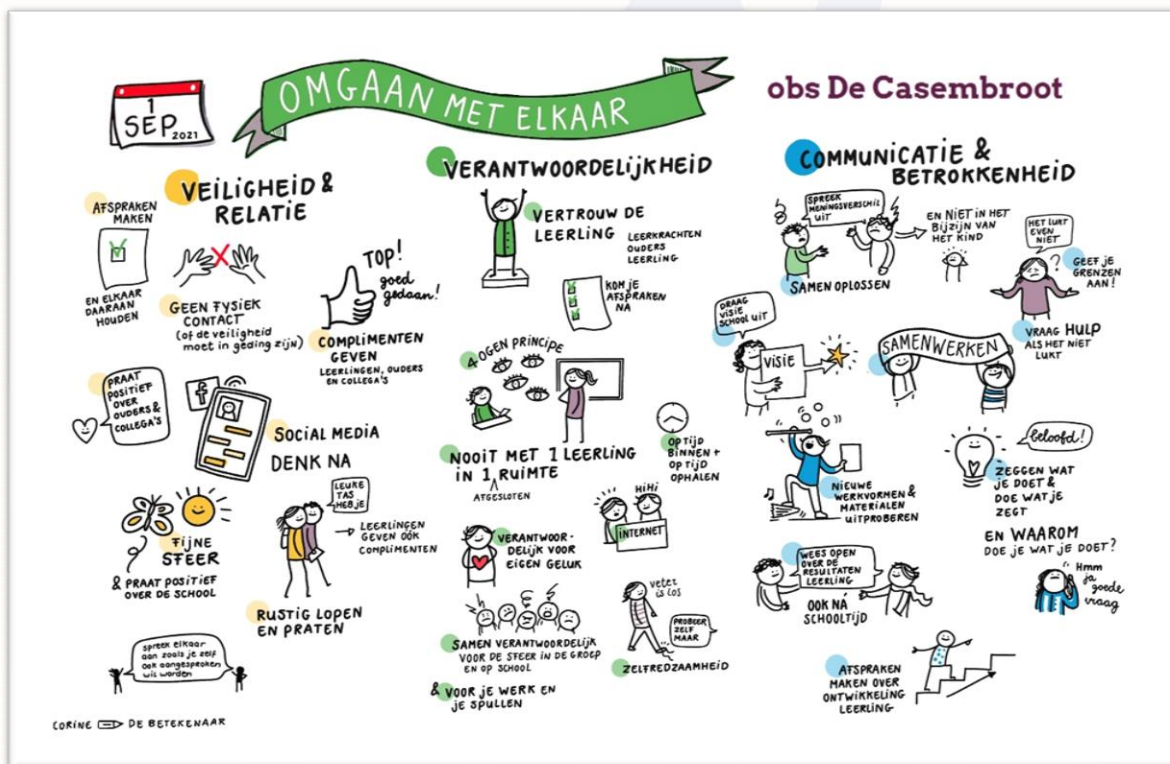 1
SEP
2021
OMGAAN MET ELKAAR
obs De Casembroot
VEILIGHEID &
RELATIE
AFSPRAKEN
MAKEN
EN ELKAAR
DAARAAN
HOUDEN
GEEN FYSIEK
CONTACT
(of de veiligheid
moet in geding zijn)
TOP!
goed
gedaan!
COMPLIMENTEN
GEVEN
LEERLINGEN, OUDERS
EN COLLEGA'S
PRAAT
POSITIEF
OVER
OUDERS &
COLLEGA'S
f
SOCIAL MEDIA
DENK NA
FIJNE
SFEER
& PRAAT POSITIEF
OVER DE SCHOOL
LEUKE
TAS
HEB JE
LEERLINGEN
GEVEN OÓK
COMPLIMENTEN
RUSTIG LOPEN
EN PRATEN
spreek elkaar
aan zoals je zelf
ook aangesproken
wil worden
CORINE DE BETEKENAAR
VERANTWOORDELIJKHEID
VERTROUW DE
LEERLING
LEERKRACHTEN
OUDERS
LEERLING
KOM JE
AFSPRAKEN
NA
4 OGEN PRINCIPE
NOOIT MET 1 LEERLING
IN 1 RUIMTE
AFGESLOTEN
OP TIJD
BINNEN +
OP TIJD
OPHALEN
HiHi
INTERNET
VERANTWOOR-
DELIJK VOOR
EIGEN GELUK
SAMEN VERANTWOORDELIJK
VOOR DE SFEER IN DE GROEP
EN OP SCHOOL
& VOOR JE WERK EN
JE SPULLEN
veter
is los
PROBEER
ZELF
MAAR
ZELFREDZAAMHEID
COMMUNICATIE &
BETROKKENHEID
SPREEK
MENINGSVERSCHIL
UIT
SAMEN OPLOSSEN
EN NIET IN HET
BIJZIJN VAN
HET KIND
HET LUKT
EVEN
NIET
?
GEEF JE
GRENZEN
AAN!
VRAAG HULP
ALS HET NIET
LUKT
DRAAG
VISIE
SCHOOL UIT
VISIE
SAMENWERKEN
NIEUWE
WERKVORMEN &
MATERIALEN
UITPROBEREN
beloofd!
ZEGGEN WAT
JE DOET &
DOE WAT JE
ZEGT
EN WAAROM
DOE JE WAT JE DOET?
Hmm
ja
goede
vraag
WEES OPEN
OVER DE
RESULTATEN
LEERLING
OOK NÁ
SCHOOLTIJD
AFSPRAKEN
MAKEN OVER
ONTWIKKELING
LEERLING